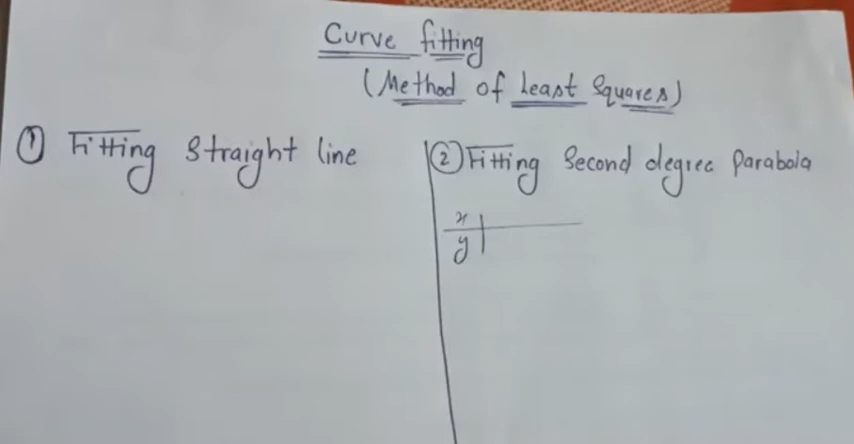 Curve fitting
(Method of Least Squares)
① Fitting Straight line
② Fitting Second degree Parabola
x
y